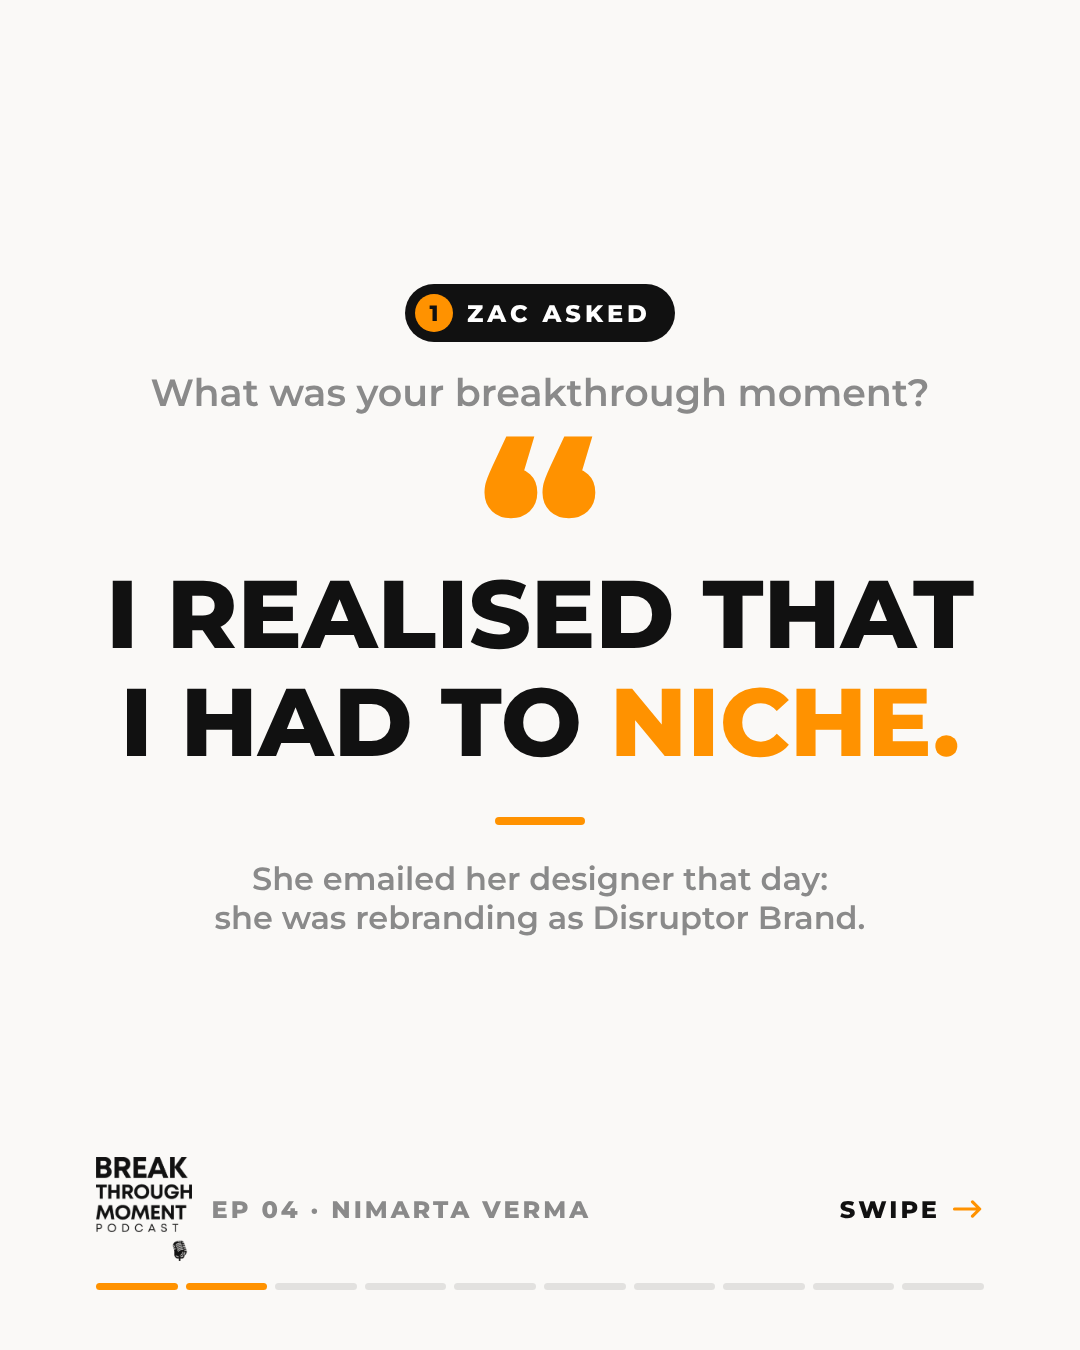 1 ZAC ASKED
What was your breakthrough moment?
“
I REALISED THAT
I HAD TO NICHE.
She emailed her designer that day:
she was rebranding as Disruptor Brand.
BREAK
THROUGH
MOMENT
PODCAST
EP 04 · NIMARTA VERMA
SWIPE →